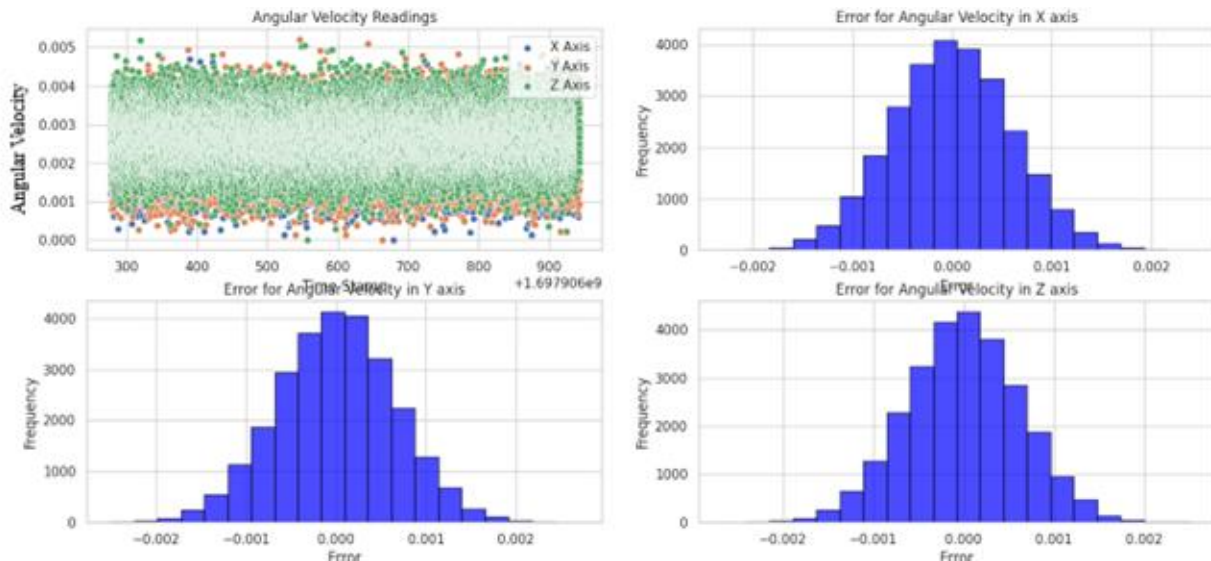 Angular Velocity Readings
Angular Velocity
0.005
0.004
0.003
0.002
0.001
0.000
X Axis
Y Axis
Z Axis
300 400 500 600 700 800 900
Time Stamp +1.697906e9
Error for Angular Velocity in X axis
Frequency
4000
3000
2000
1000
0
−0.002 −0.001 0.000 0.001 0.002
Error
Error for Angular Velocity in Y axis
Frequency
4000
3000
2000
1000
0
−0.002 −0.001 0.000 0.001 0.002
Error
Error for Angular Velocity in Z axis
Frequency
4000
3000
2000
1000
0
−0.002 −0.001 0.000 0.001 0.002
Error